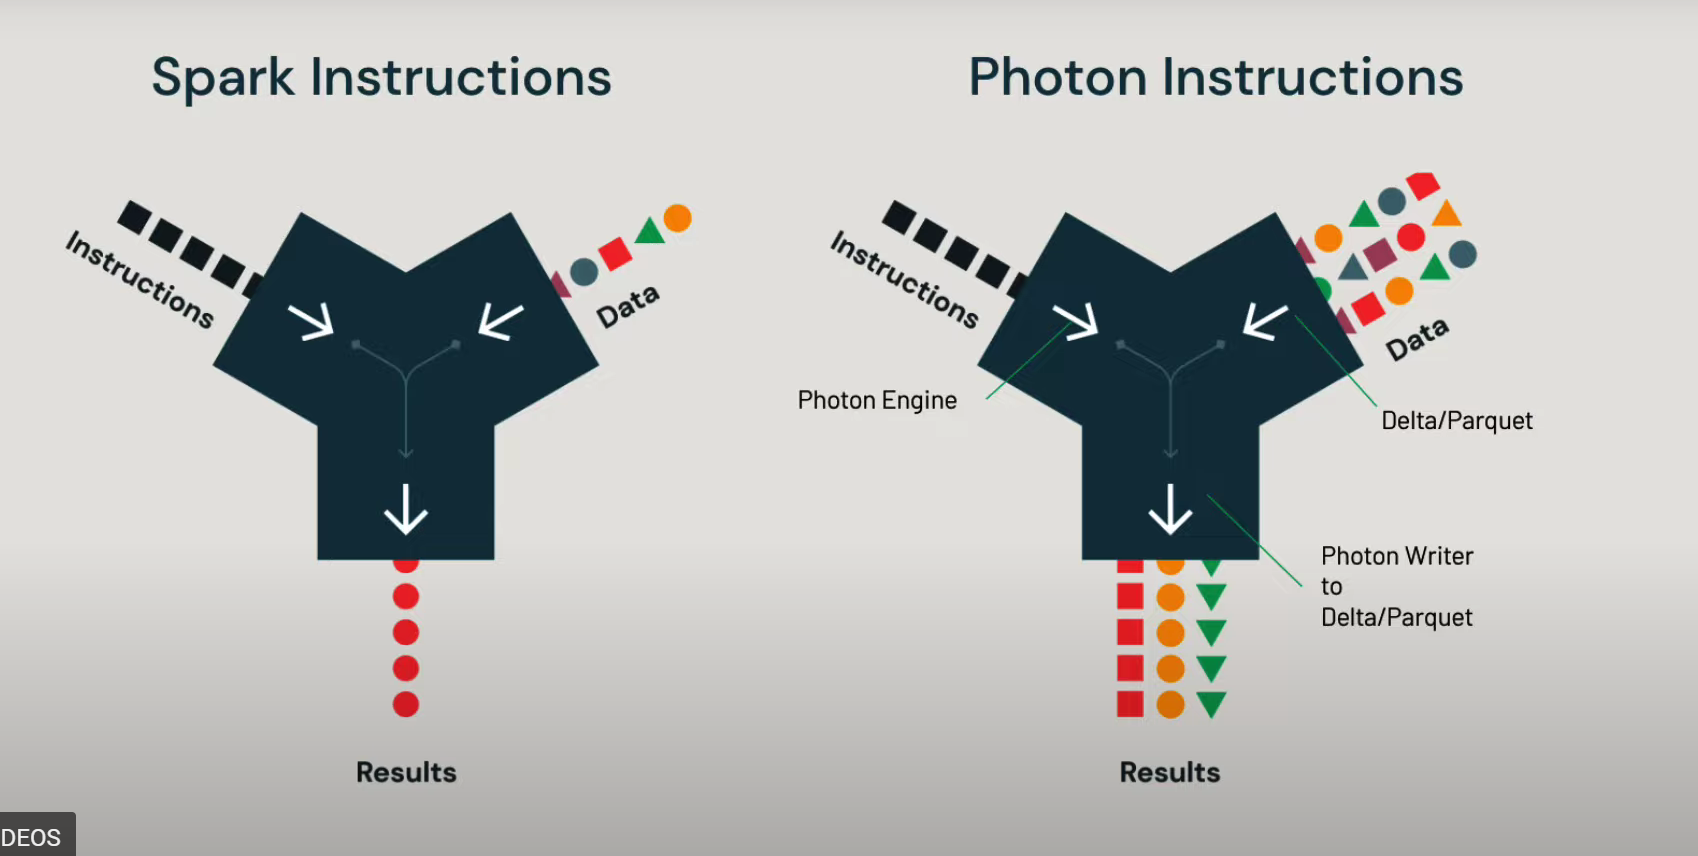 Spark Instructions
Photon Instructions
Instructions
Data
Instructions
Data
Photon Engine
Delta/Parquet
Photon Writer
to
Delta/Parquet
Results
Results
DEOS